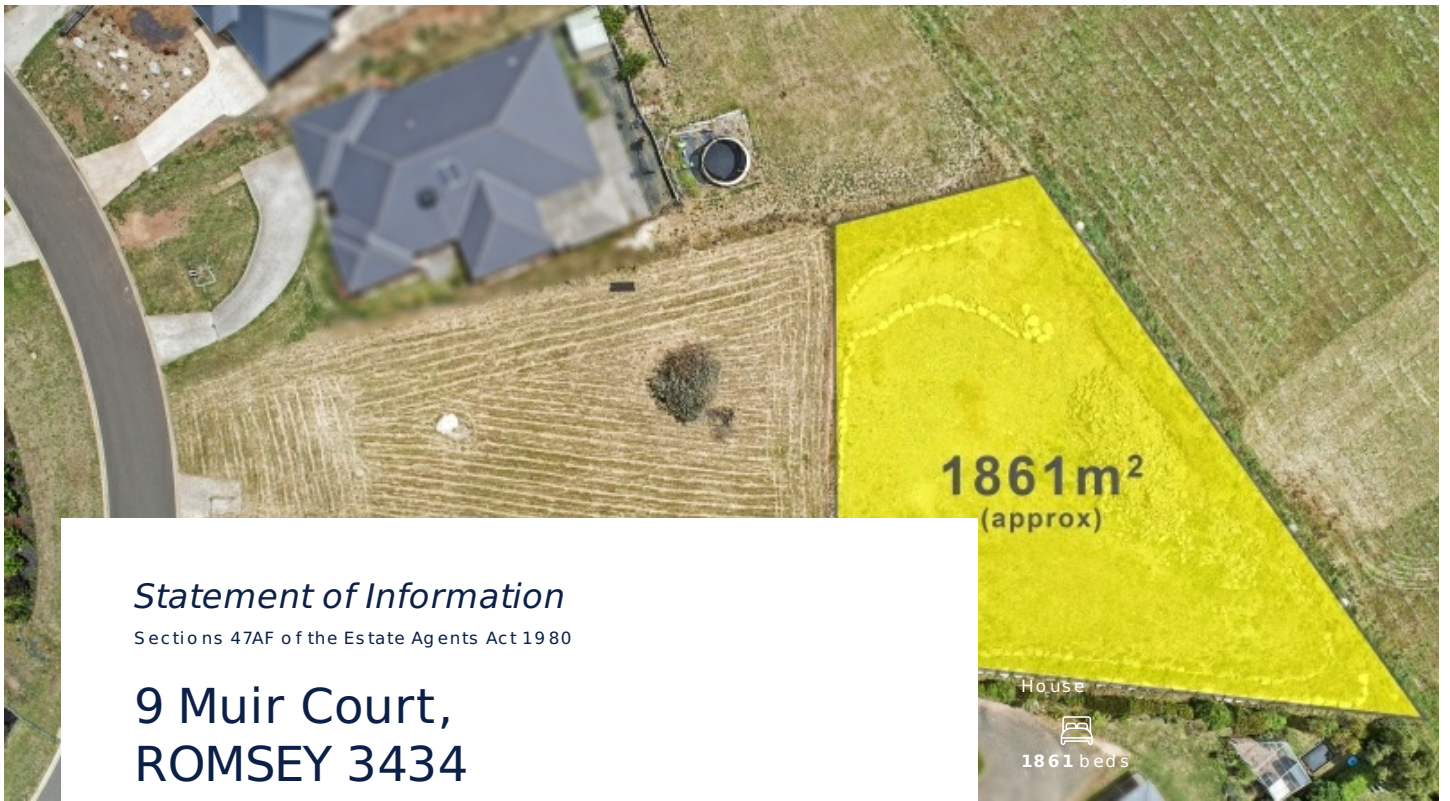 1861m²
(approx)
Statement of Information
Sections 47AF of the Estate Agents Act 1980
9 Muir Court,
ROMSEY 3434
House
1861 beds